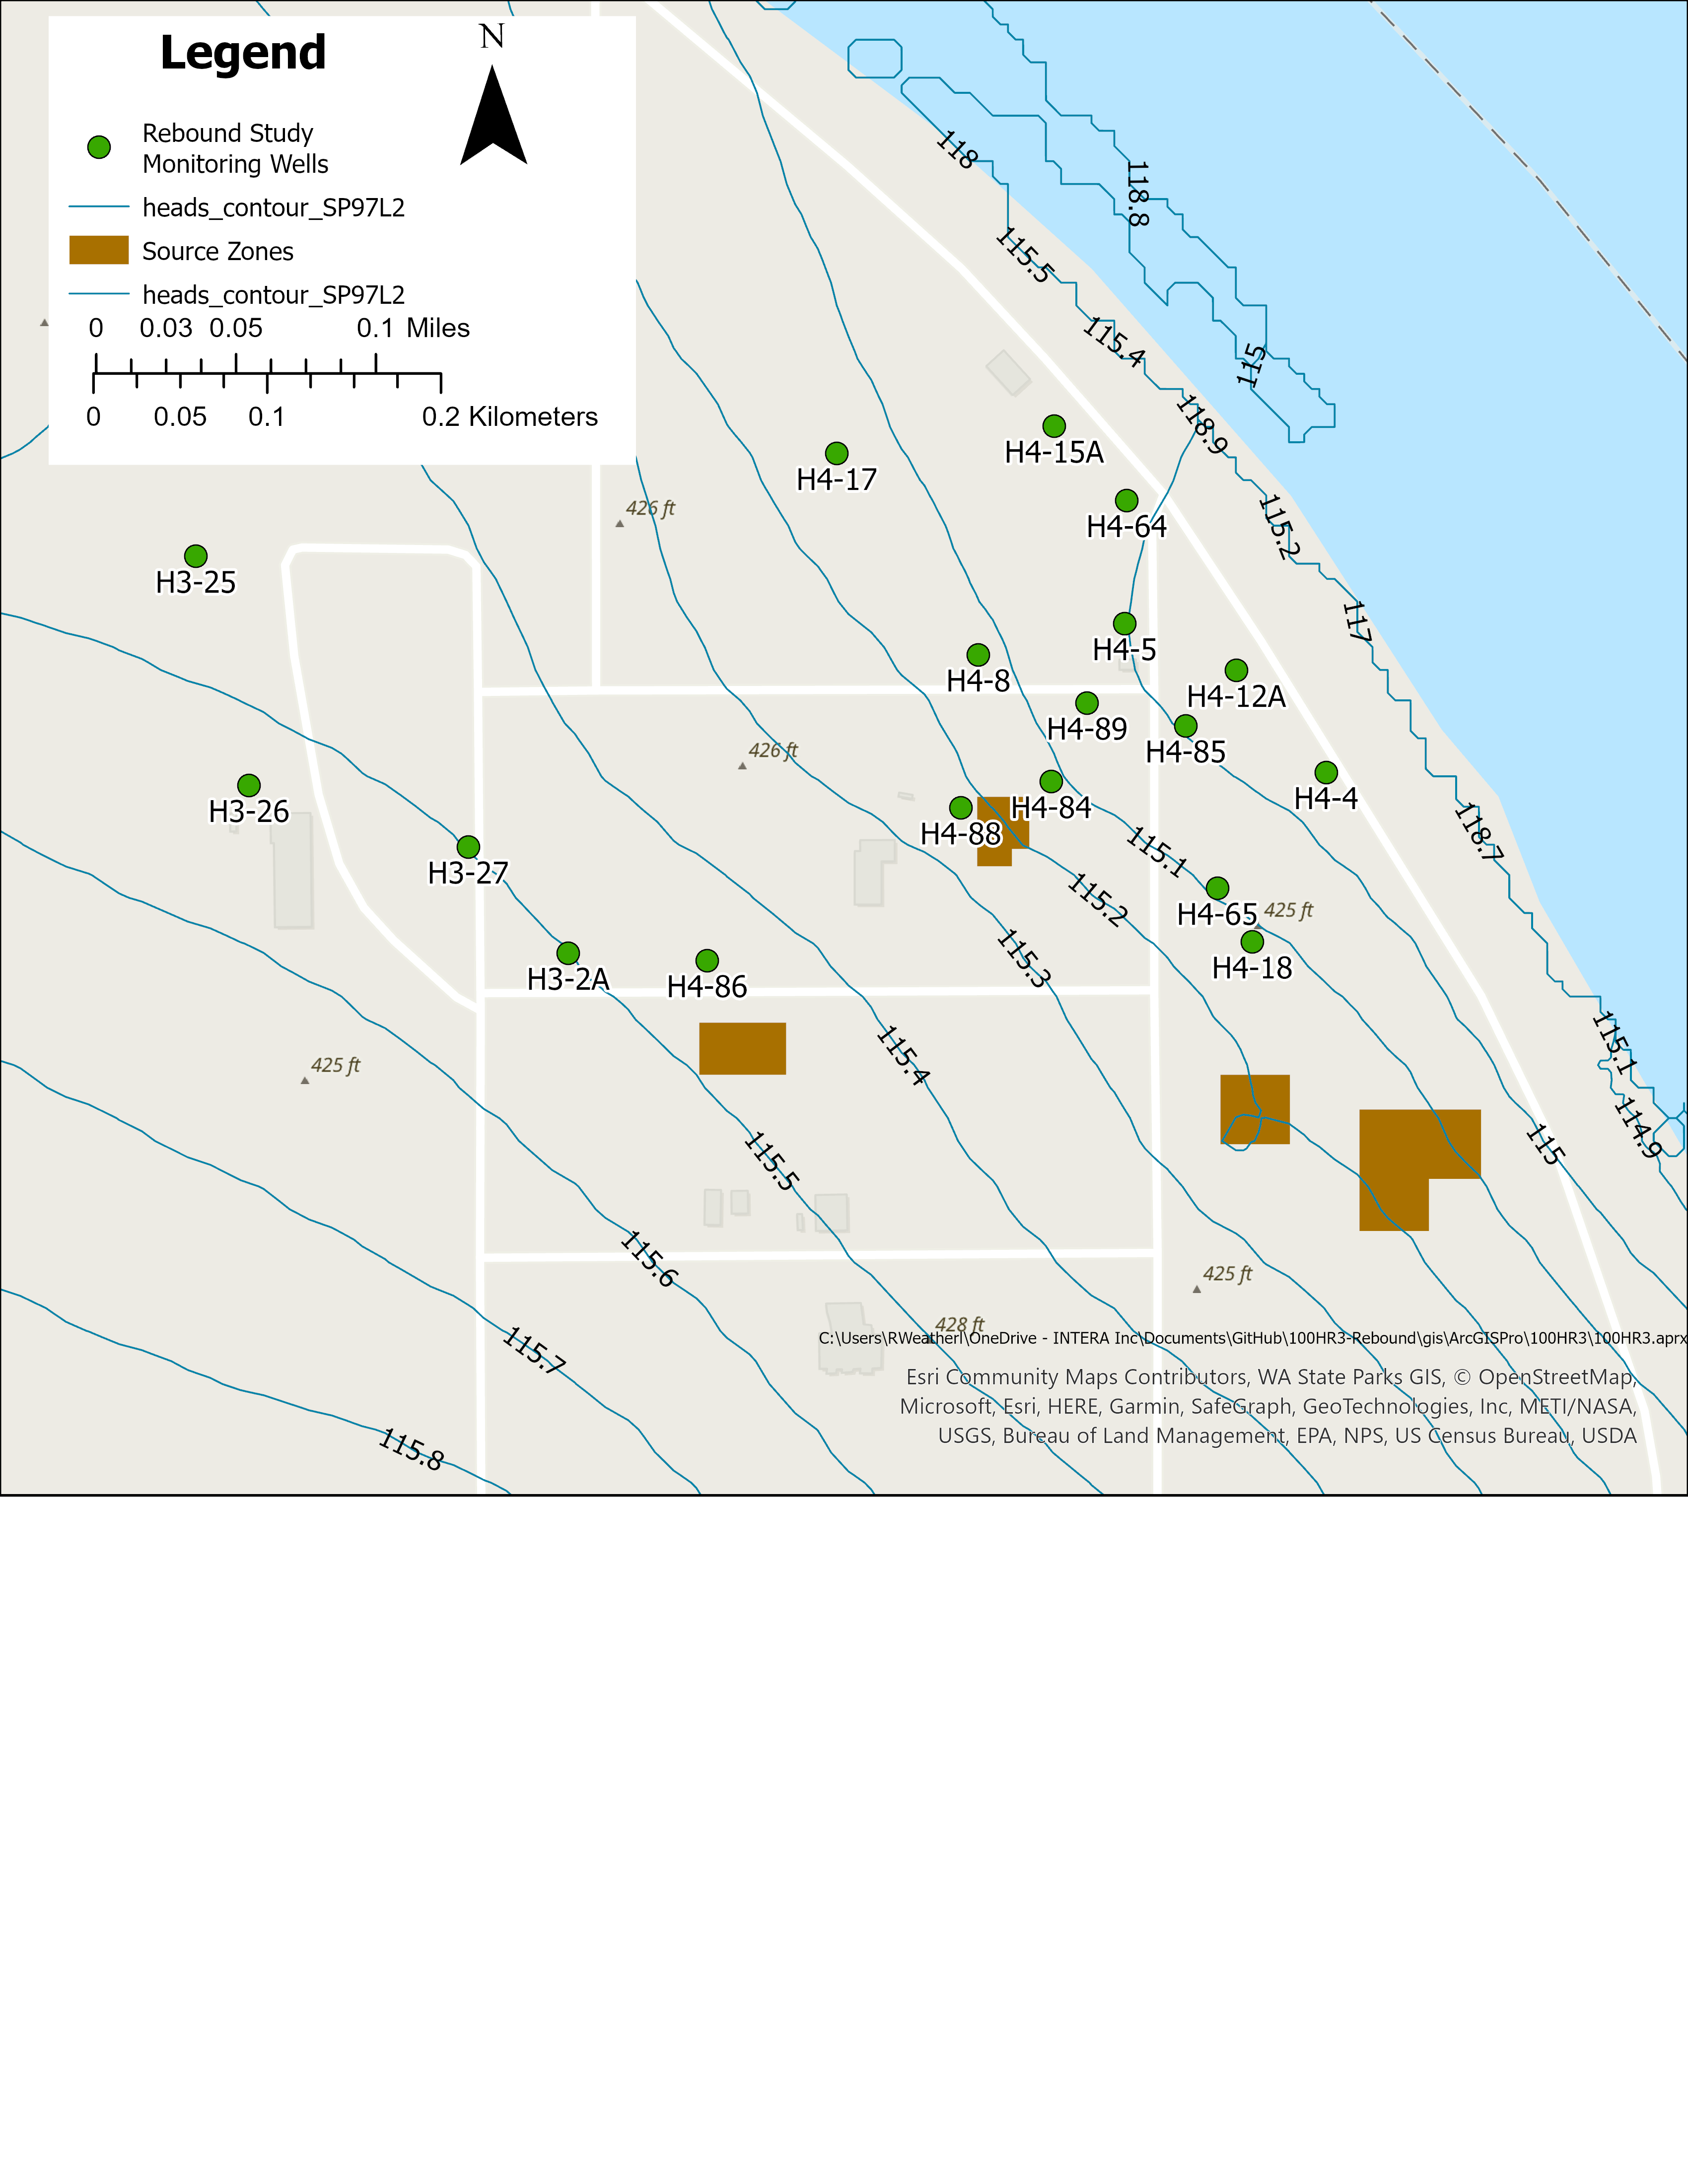 Legend
N
Rebound Study
Monitoring Wells
heads_contour_SP97L2
Source Zones
heads_contour_SP97L2
0 0.03 0.05 0.1 Miles
0 0.05 0.1 0.2 Kilometers
118
118.8
115.5
115.4
115
118.9
115.2
117
118.7
115.1
114.9
115
H4-15A
H4-17
H4-64
426 ft
H3-25
H4-5
H4-8
H4-12A
H4-89
H4-85
426 ft
H4-4
H3-26
H4-84
H4-88
115.1
H3-27
115.2
H4-65
425 ft
115.3
H4-18
H3-2A
H4-86
115.4
425 ft
115.5
115.6
425 ft
428 ft
115.7
115.8
C:\Users\RWeatherl\OneDrive - INTERA Inc\Documents\GitHub\100HR3-Rebound\gis\ArcGISPro\100HR3\100HR3.aprx
Esri Community Maps Contributors, WA State Parks GIS, © OpenStreetMap,
Microsoft, Esri, HERE, Garmin, SafeGraph, GeoTechnologies, Inc, METI/NASA,
USGS, Bureau of Land Management, EPA, NPS, US Census Bureau, USDA